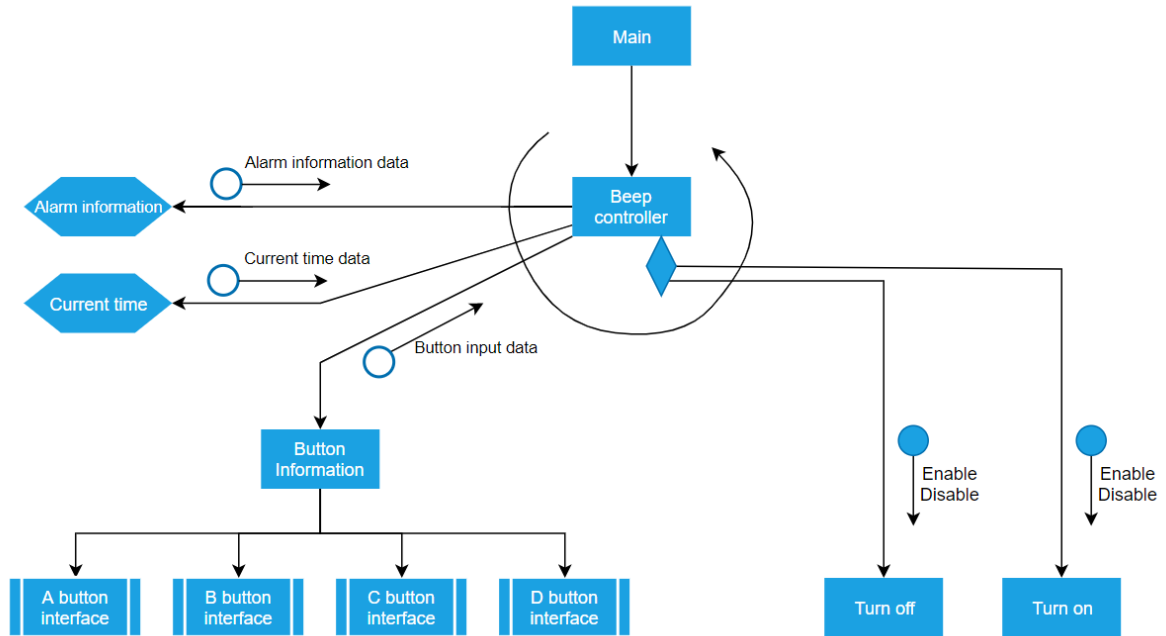 Main
Alarm information data
Alarm information
Beep
controller
Current time data
Current time
Button input data
Button
Information
Enable
Disable
Enable
Disable
A button
interface
B button
interface
C button
interface
D button
interface
Turn off
Turn on